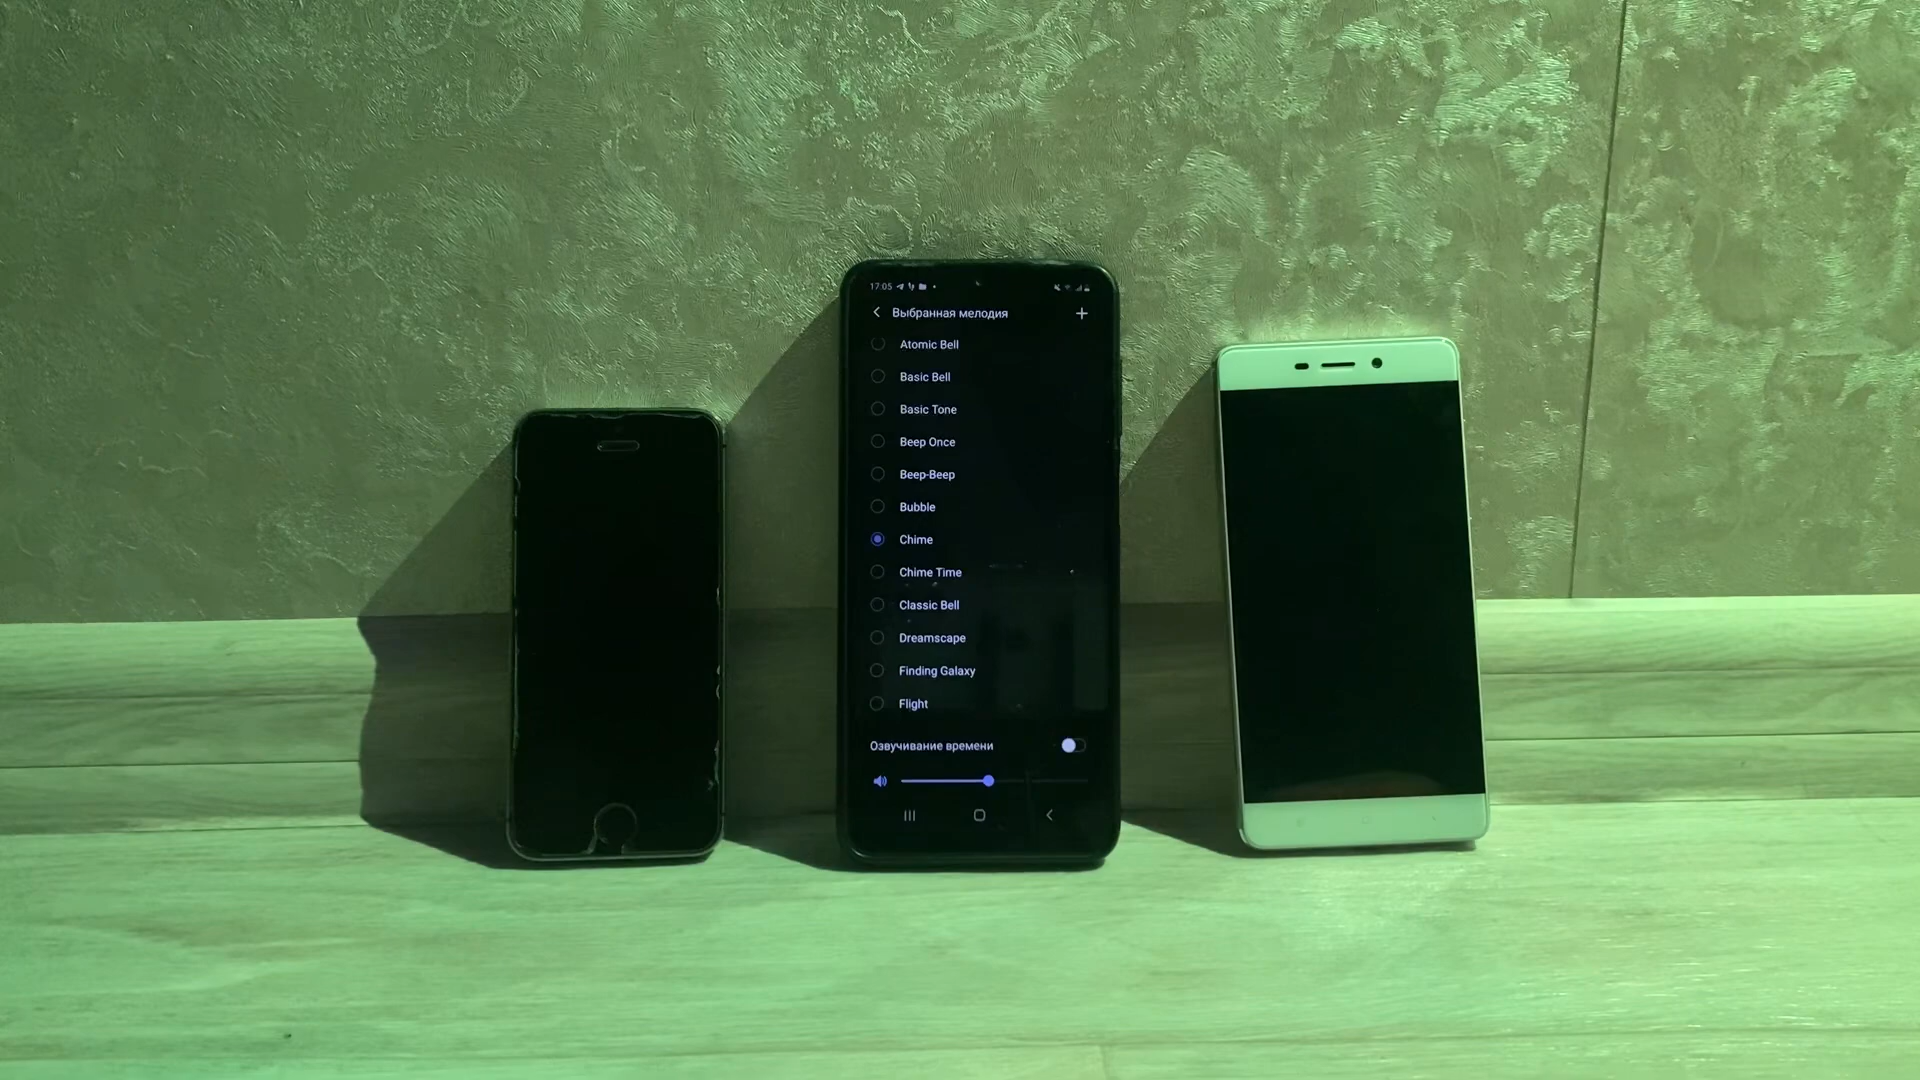 17:05
Выбранная мелодия
Atomic Bell
Basic Bell
Basic Tone
Beep Once
Beep-Beep
Bubble
Chime
Chime Time
Classic Bell
Dreamscape
Finding Galaxy
Flight
Озвучивание времени